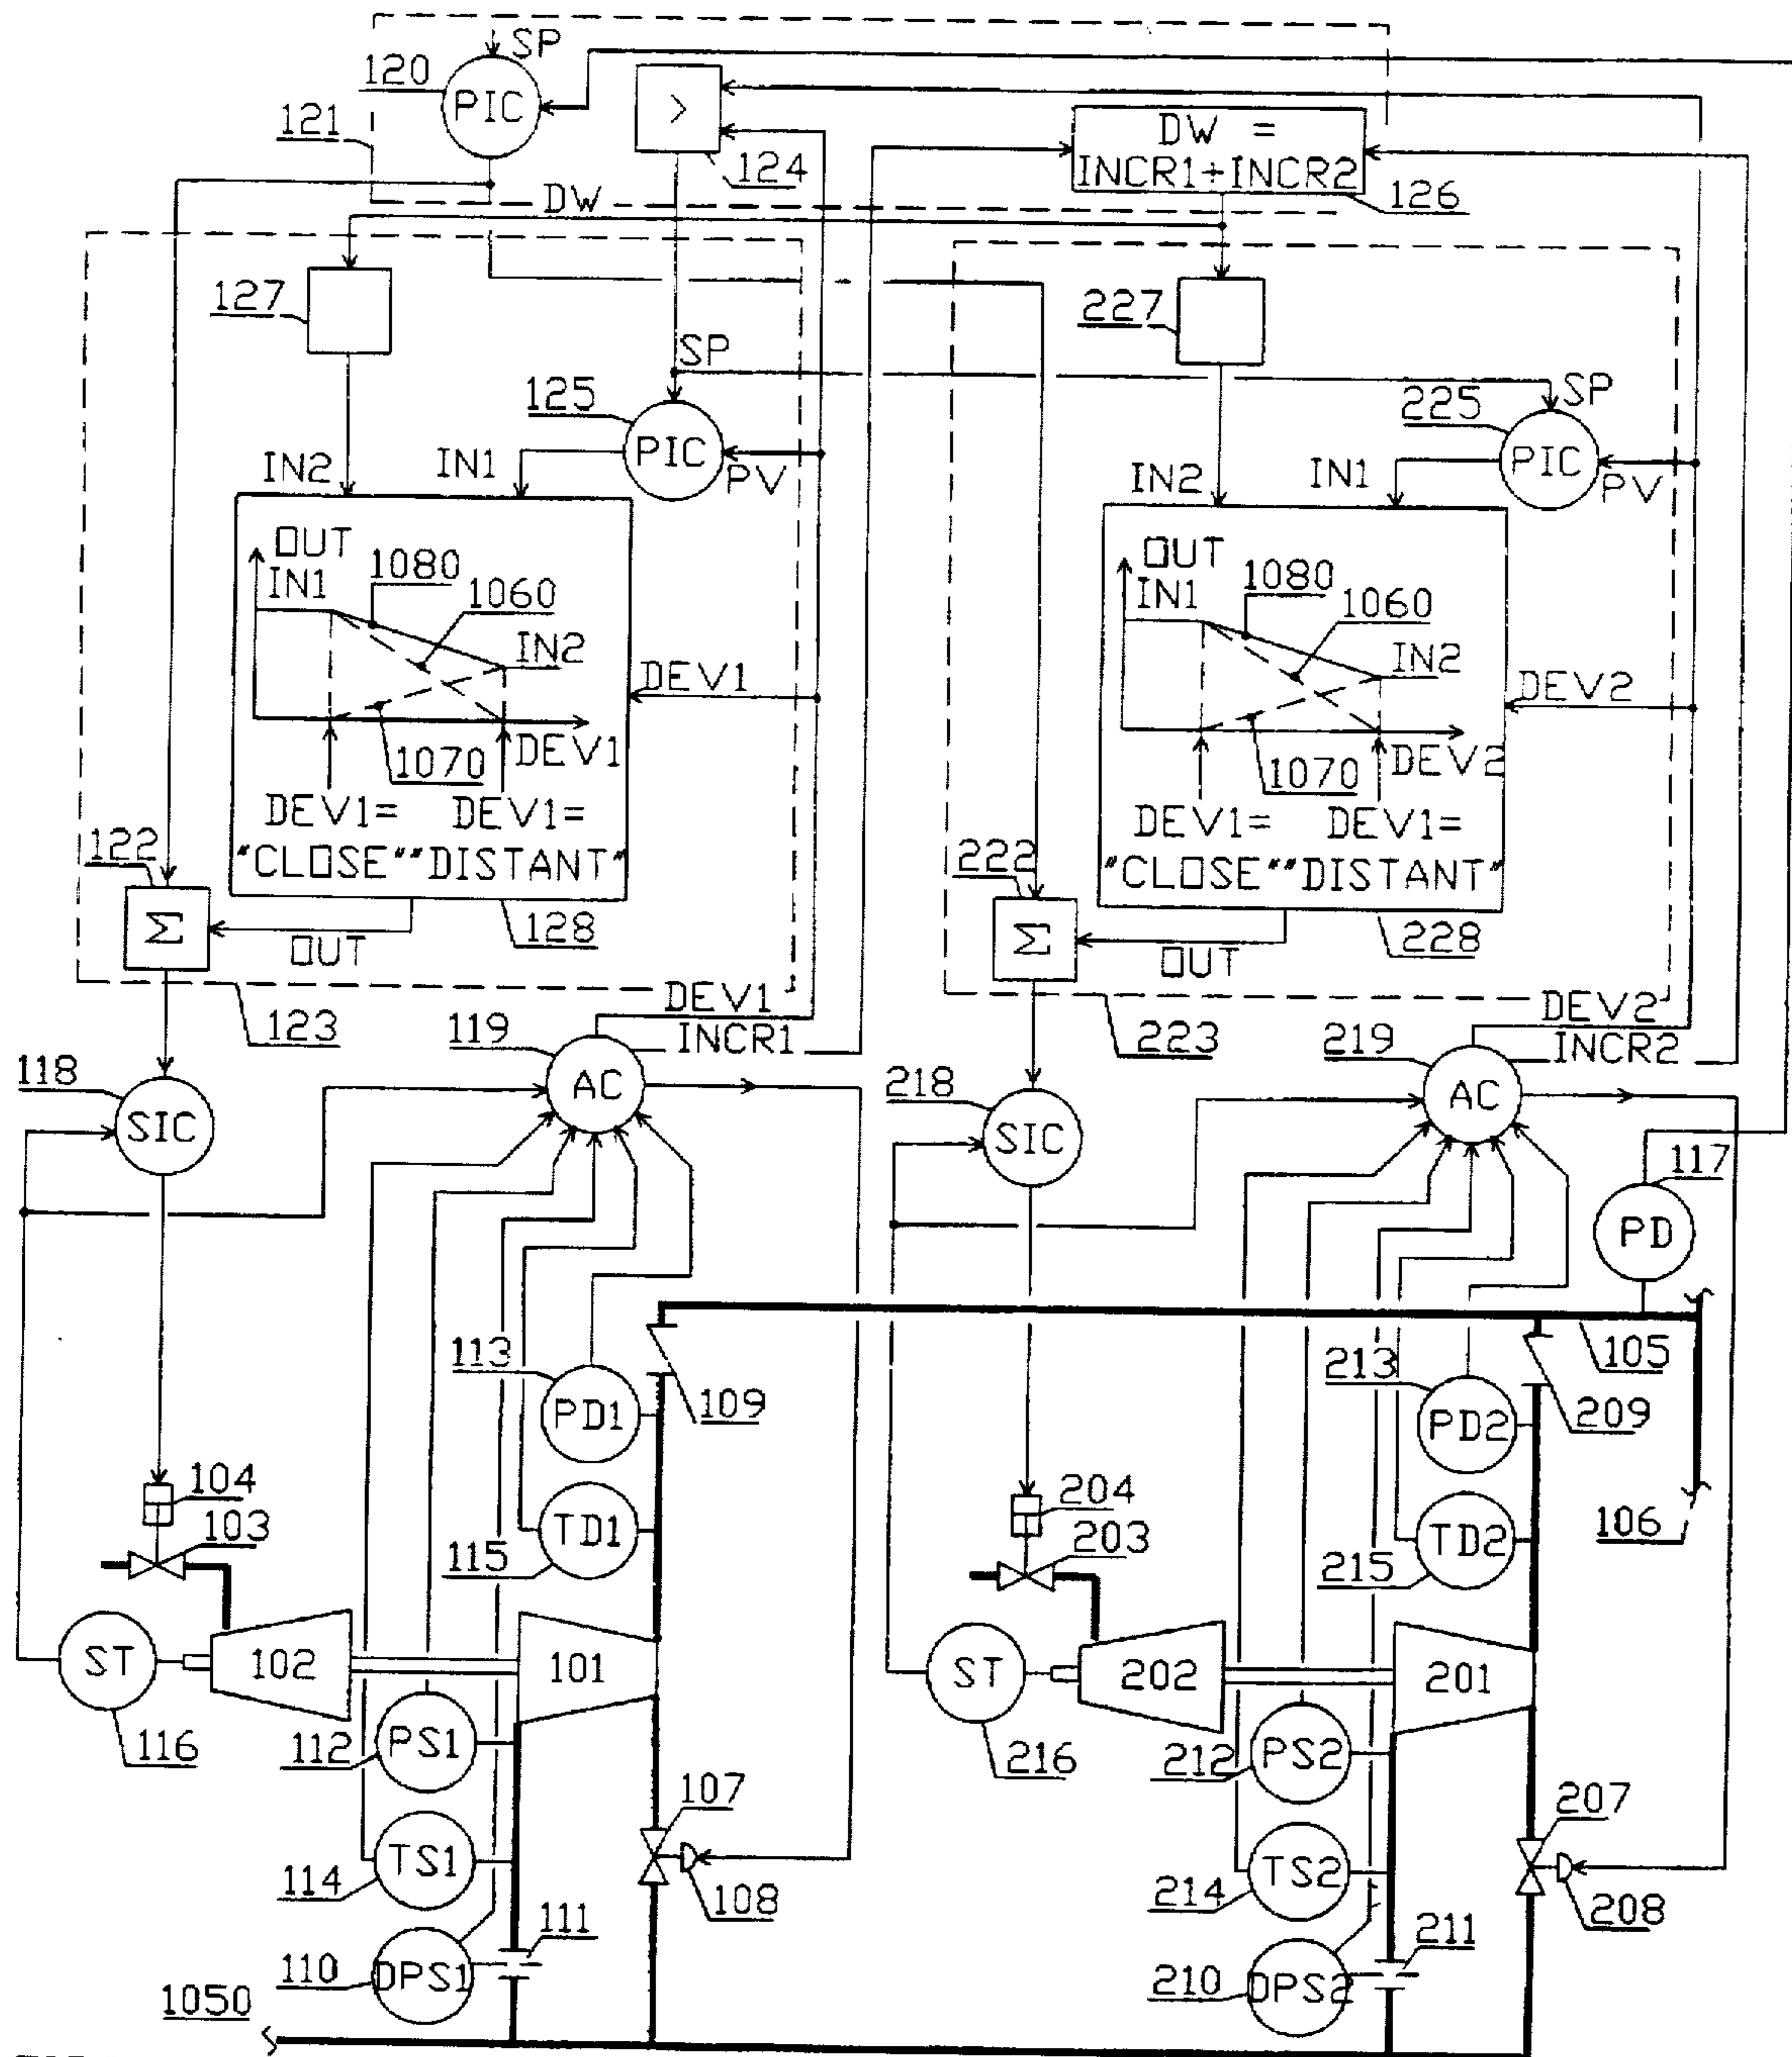 SP
120
PIC
>
121
124
DW =
INCR1+INCR2
126
DW
127
227
SP
125
PIC
PV
IN2
IN1
SP
225
PIC
PV
IN2
IN1
OUT
IN1
1080
1060
IN2
DEV1
DEV1
1070
DEV1=
DEV1=
"CLOSE"
"DISTANT"
OUT
IN1
1080
1060
IN2
DEV2
DEV2
1070
DEV1=
DEV1=
"CLOSE"
"DISTANT"
122
Σ
OUT
128
222
Σ
OUT
228
123
DEV1
INCR1
223
DEV2
INCR2
118
SIC
119
AC
218
SIC
219
AC
117
PD
113
PD1
109
213
PD2
105
209
104
103
115
TD1
204
203
215
TD2
106
ST
102
101
ST
202
201
116
112
PS1
107
216
212
PS2
207
114
TS1
108
214
TS2
208
110
DPS1
111
210
DPS2
211
1050